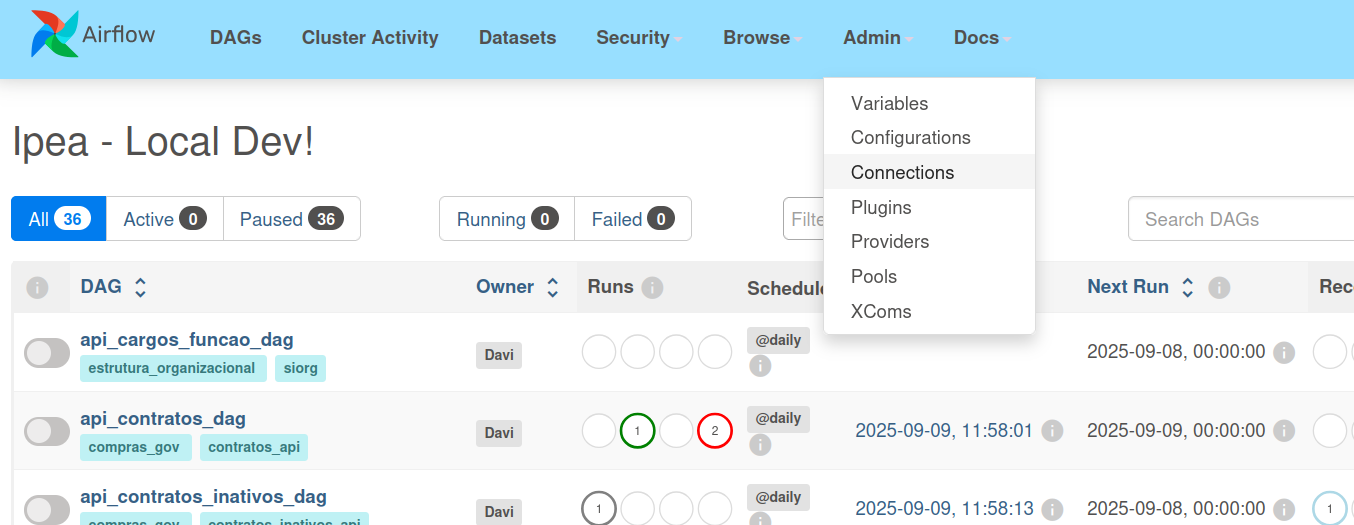 Airflow DAGs Cluster Activity Datasets Security Browse Admin Docs
Variables
Configurations
Connections
Plugins
Providers
Pools
XComs
Ipea - Local Dev!
All 36 Active 0 Paused 36 Running 0 Failed 0 Filte Search DAGs
i DAG Owner Runs i Schedule Next Run i Rec
api_cargos_funcao_dag
estrutura_organizacional siorg
Davi
@daily
i
2025-09-08, 00:00:00 i
api_contratos_dag
compras_gov contratos_api
Davi
1 2
@daily
i
2025-09-09, 11:58:01 i
2025-09-09, 00:00:00 i
api_contratos_inativos_dag
compras_gov contratos_inativos_api
Davi
1
@daily
i
2025-09-09, 11:58:13 i
2025-09-08, 00:00:00 i
1